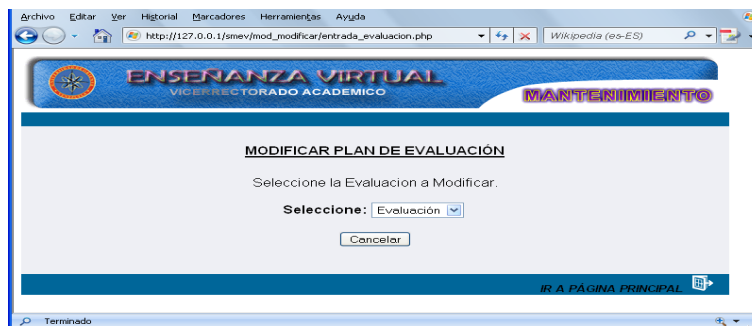 Archivo Editar Ver Historial Marcadores Herramientas Ayuda
http://127.0.0.1/smev/mod_modificar/entrada_evaluacion.php Wikipedia (es-ES)
ENSEÑANZA VIRTUAL
VICERRECTORADO ACADEMICO
MANTENIMIENTO
MODIFICAR PLAN DE EVALUACIÓN
Seleccione la Evaluacion a Modificar.
Seleccione: Evaluación
Cancelar
IR A PÁGINA PRINCIPAL
Terminado